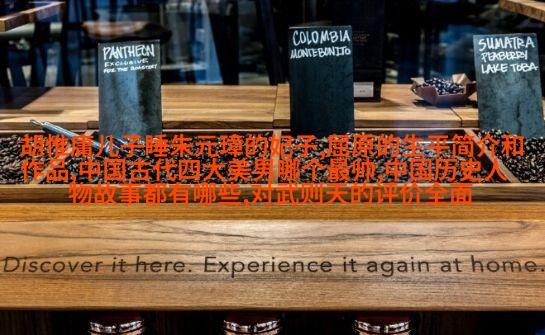 PANTHEON
EXCLUSIVE
FOR THE ROASTERY
COLOMBIA
MONTEBONITO
SUMATRA
PEABERRY
LAKE TOBA
胡惟庸儿子睡朱元璋的妃子,屈原的生平简介和
作品,中国古代四大美男哪个最帅,中国历史人
物故事都有哪些,对武则天的评价全面
Discover it here. Experience it again at home.